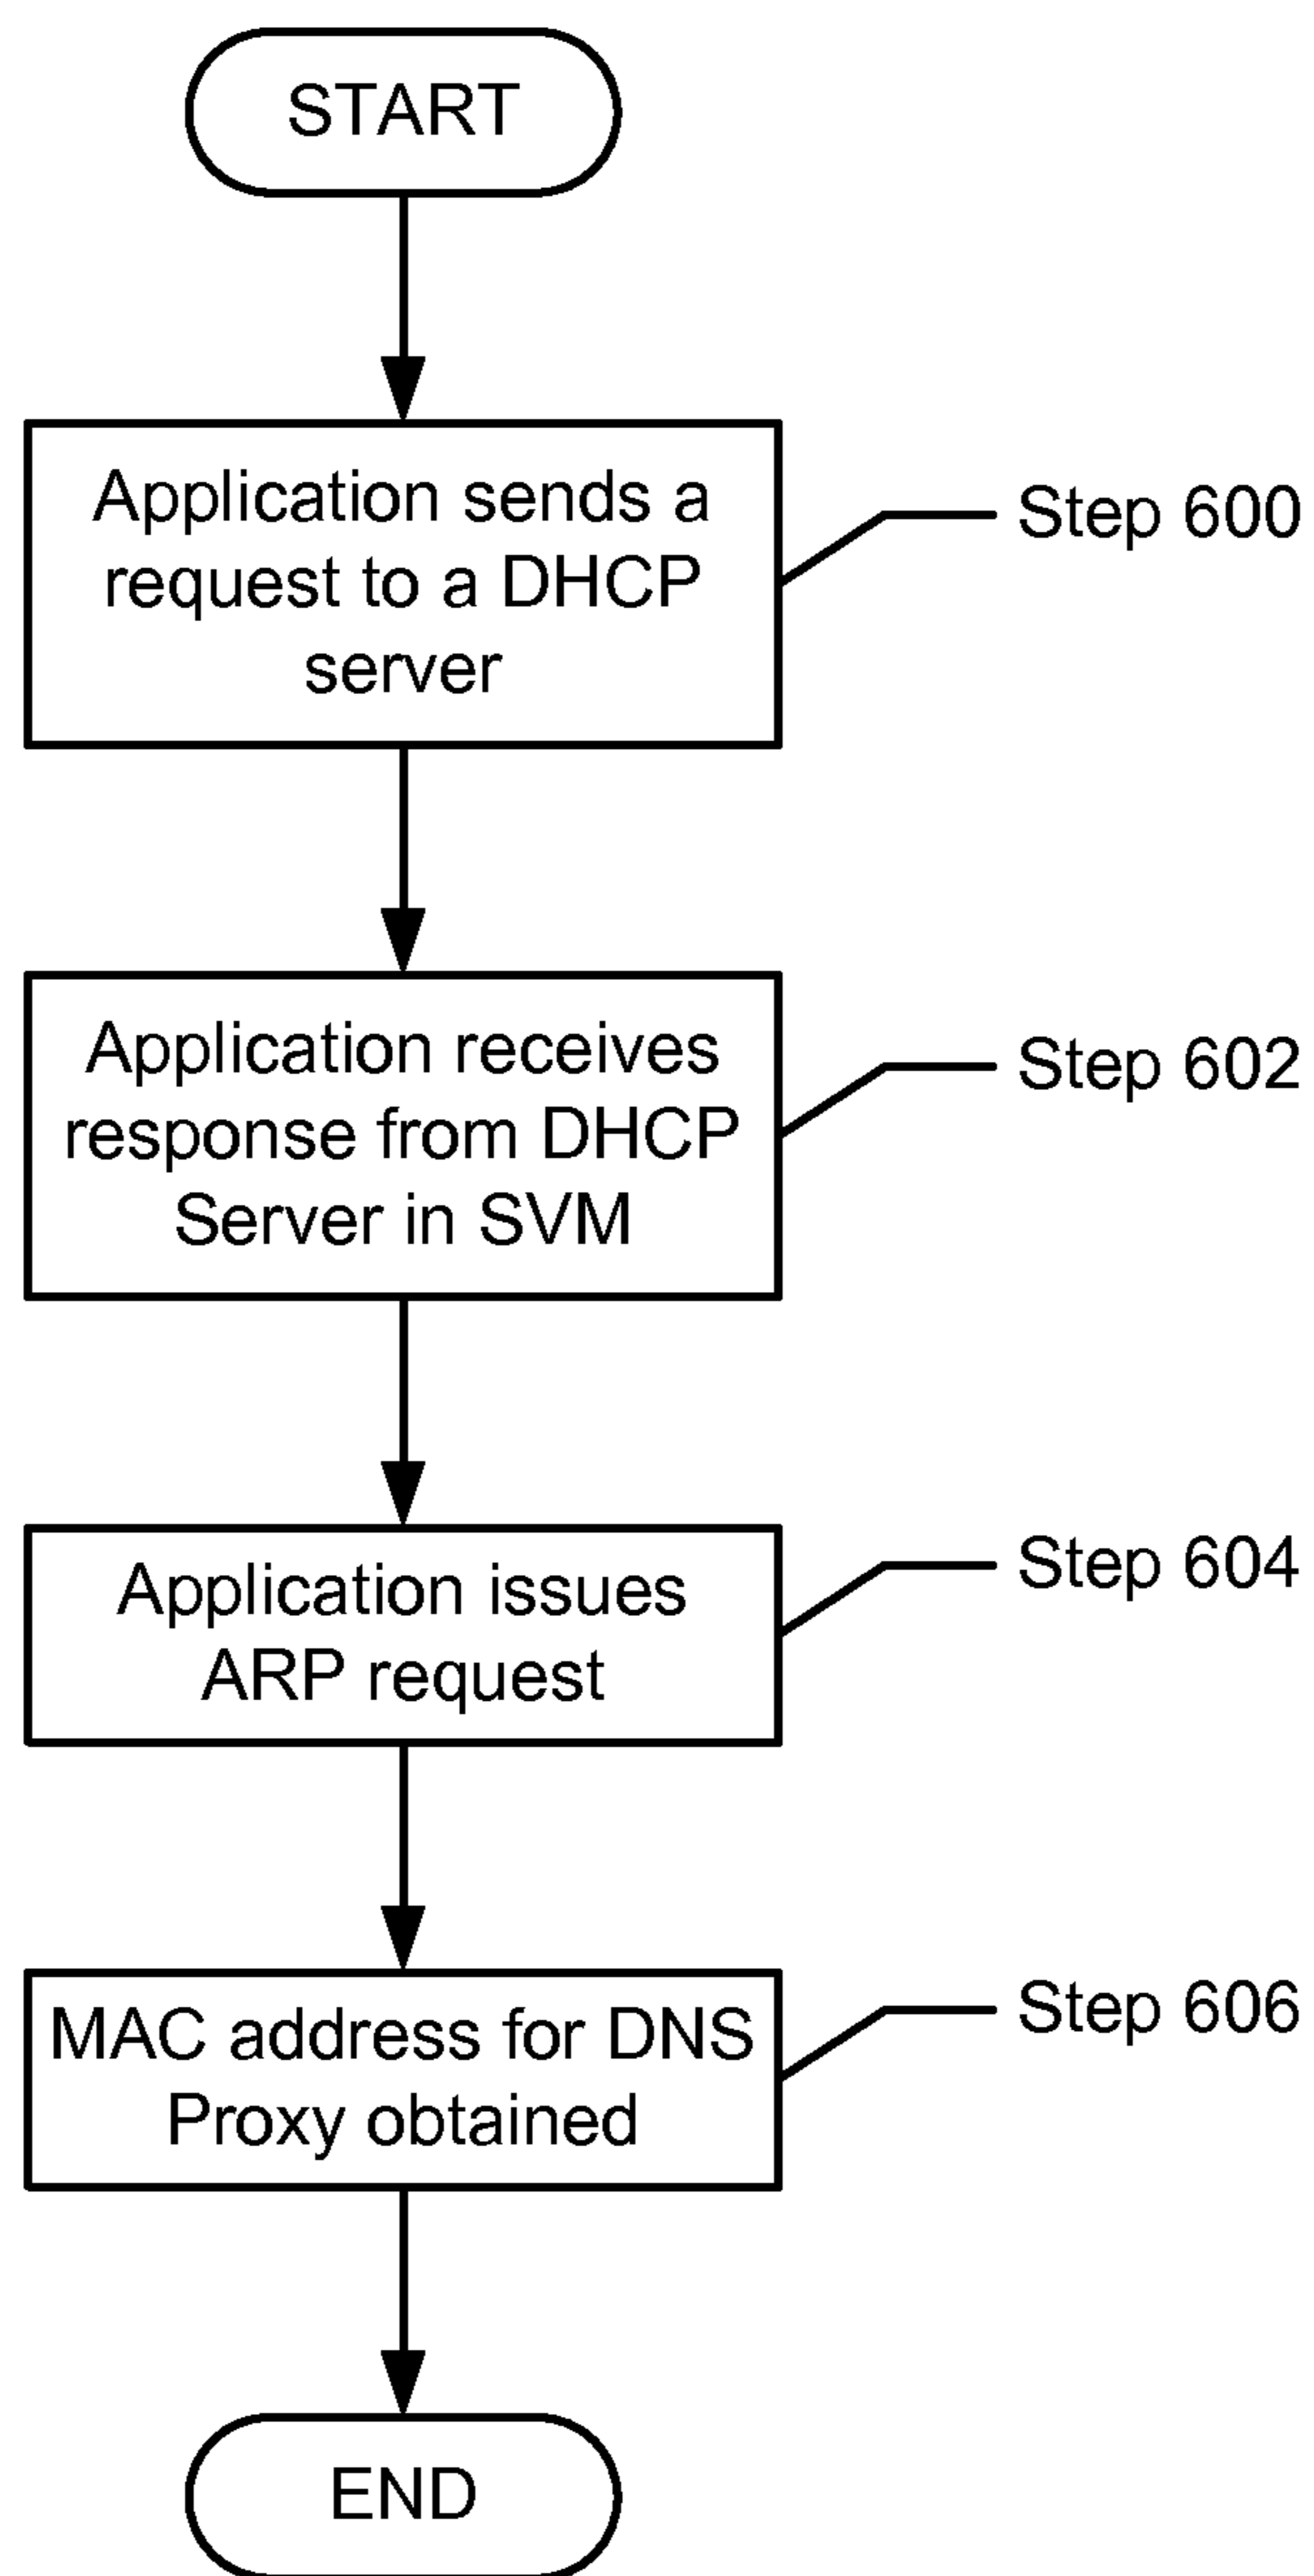 START
Application sends a
request to a DHCP
server
Step 600
Application receives
response from DHCP
Server in SVM
Step 602
Application issues
ARP request
Step 604
MAC address for DNS
Proxy obtained
Step 606
END